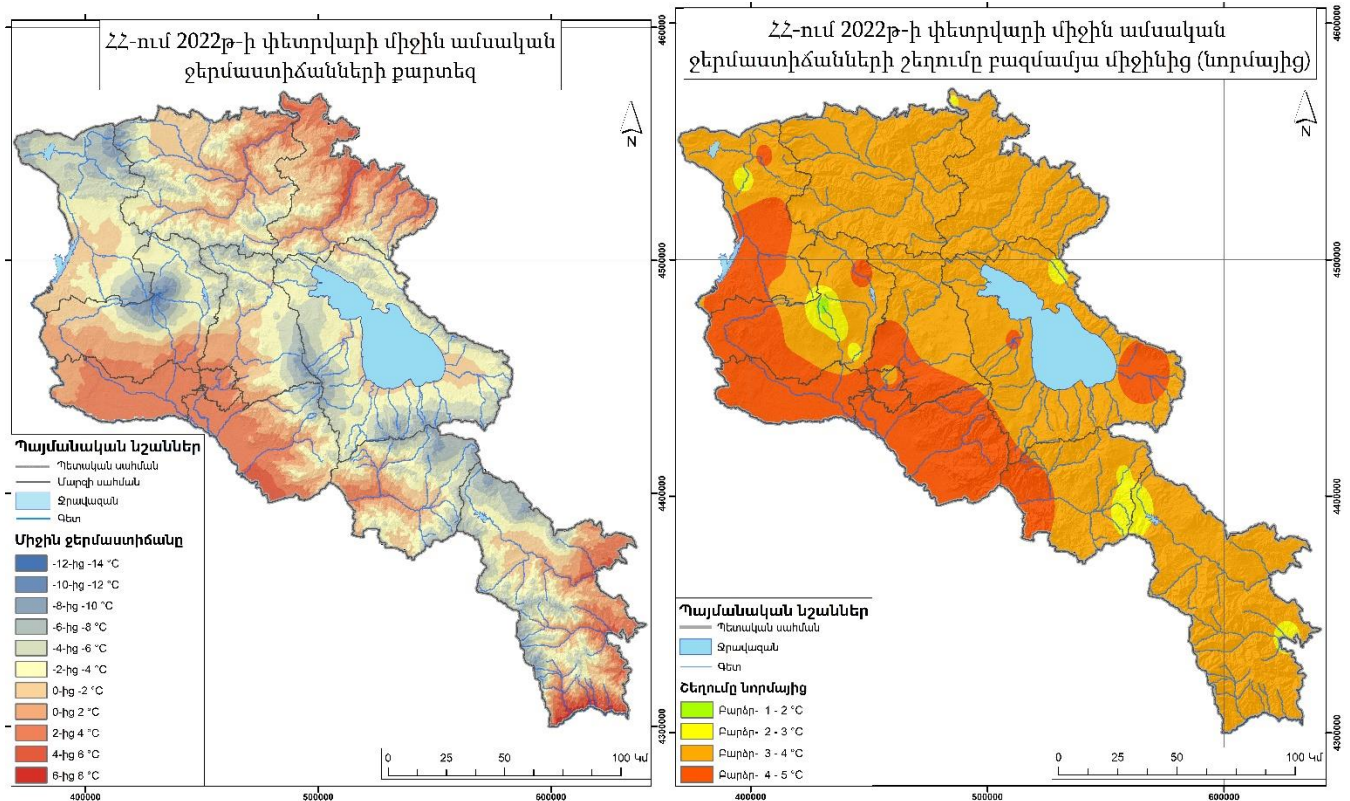 ՀՀ-ում 2022թ-ի փետրվարի միջին ամսական
ջերմաստիճանների քարտեզ
N
4600000
4500000
4400000
4300000
Պայմանական նշաններ
Պետական սահման
Մարզի սահման
Ջրավազան
Գետ
Միջին ջերմաստիճանը
-12-ից -14 °C
-10-ից -12 °C
-8-ից -10 °C
-6-ից -8 °C
-4-ից -6 °C
-2-ից -4 °C
0-ից -2 °C
0-ից 2 °C
2-ից 4 °C
4-ից 6 °C
6-ից 8 °C
0 50 100 Կմ
400000 500000 600000
ՀՀ-ում 2022թ-ի փետրվարի միջին ամսական
ջերմաստիճանների շեղումը բազմամյա միջինից (նորմայից)
N
4600000
4500000
4400000
4300000
Պայմանական նշաններ
Պետական սահման
Ջրավազան
Գետ
Շեղումը նորմայից
Բարձր- 1 - 2 °C
Բարձր- 2 - 3 °C
Բարձր- 3 - 4 °C
Բարձր- 4 - 5 °C
0 50 100 Կմ
400000 500000 600000